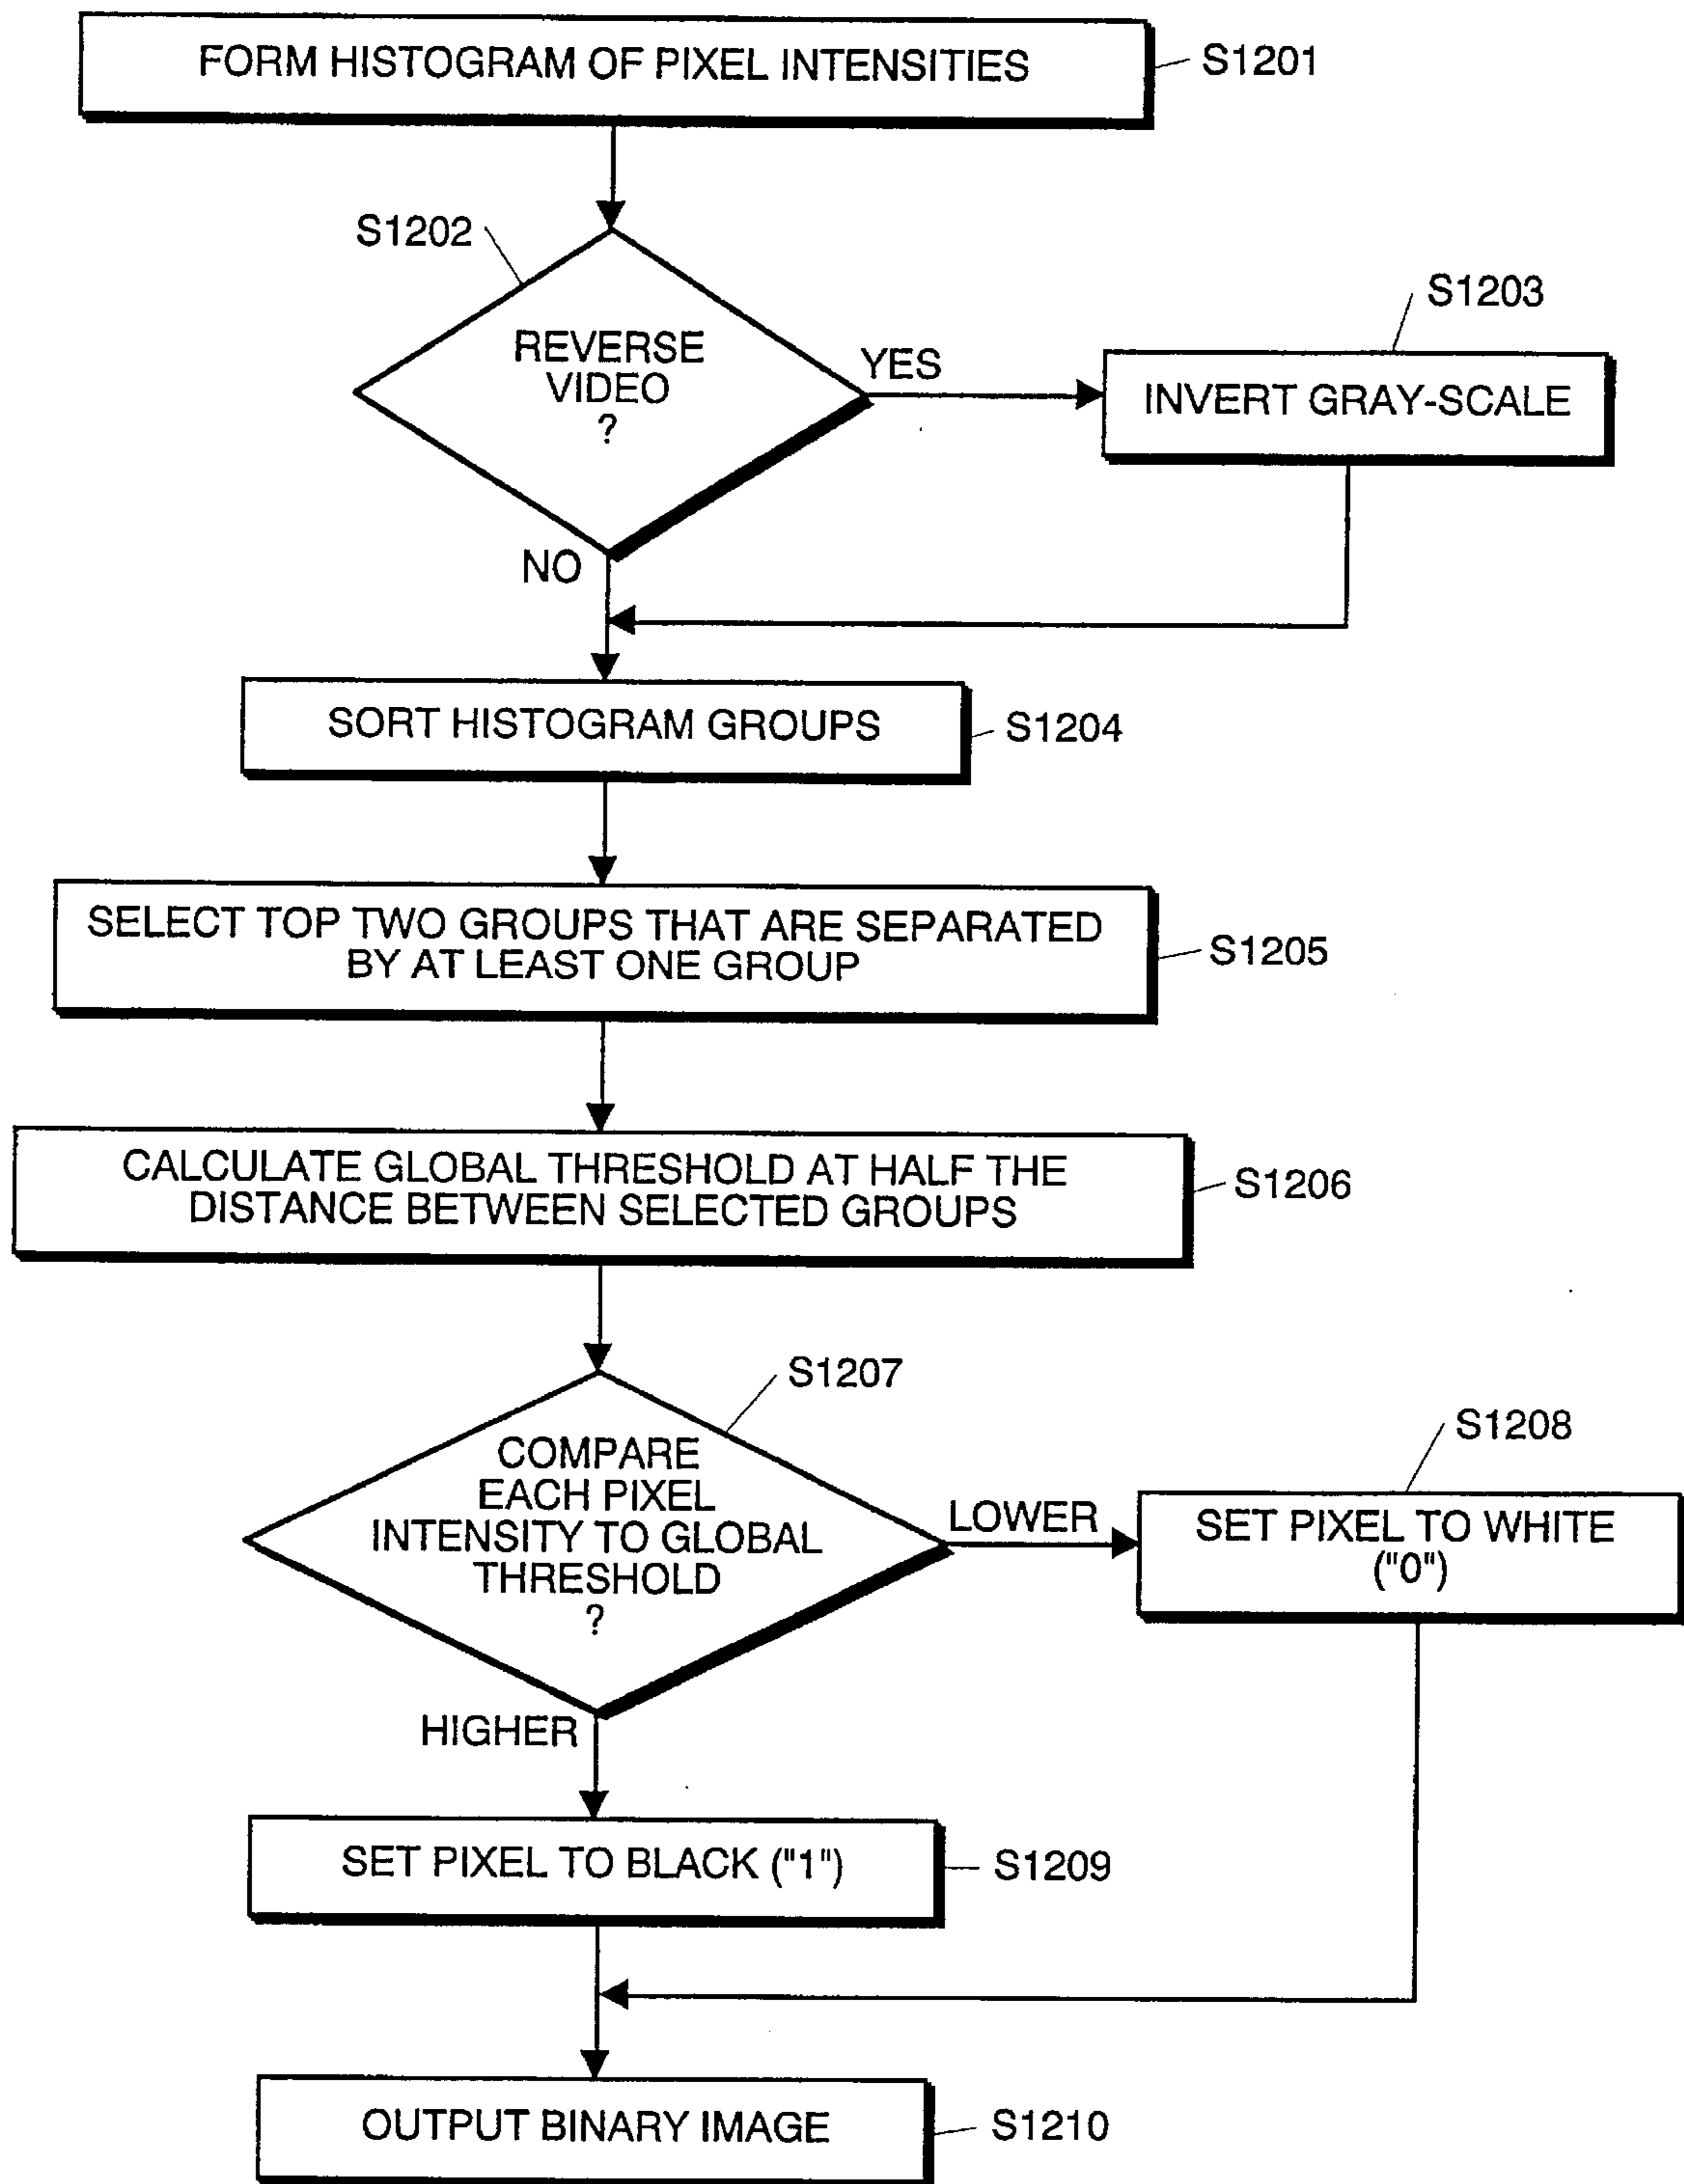 FORM HISTOGRAM OF PIXEL INTENSITIES
S1201
S1202
REVERSE
VIDEO
?
YES
S1203
INVERT GRAY-SCALE
NO
SORT HISTOGRAM GROUPS
S1204
SELECT TOP TWO GROUPS THAT ARE SEPARATED
BY AT LEAST ONE GROUP
S1205
CALCULATE GLOBAL THRESHOLD AT HALF THE
DISTANCE BETWEEN SELECTED GROUPS
S1206
S1207
COMPARE
EACH PIXEL
INTENSITY TO GLOBAL
THRESHOLD
?
LOWER
S1208
SET PIXEL TO WHITE
("0")
HIGHER
SET PIXEL TO BLACK ("1")
S1209
OUTPUT BINARY IMAGE
S1210